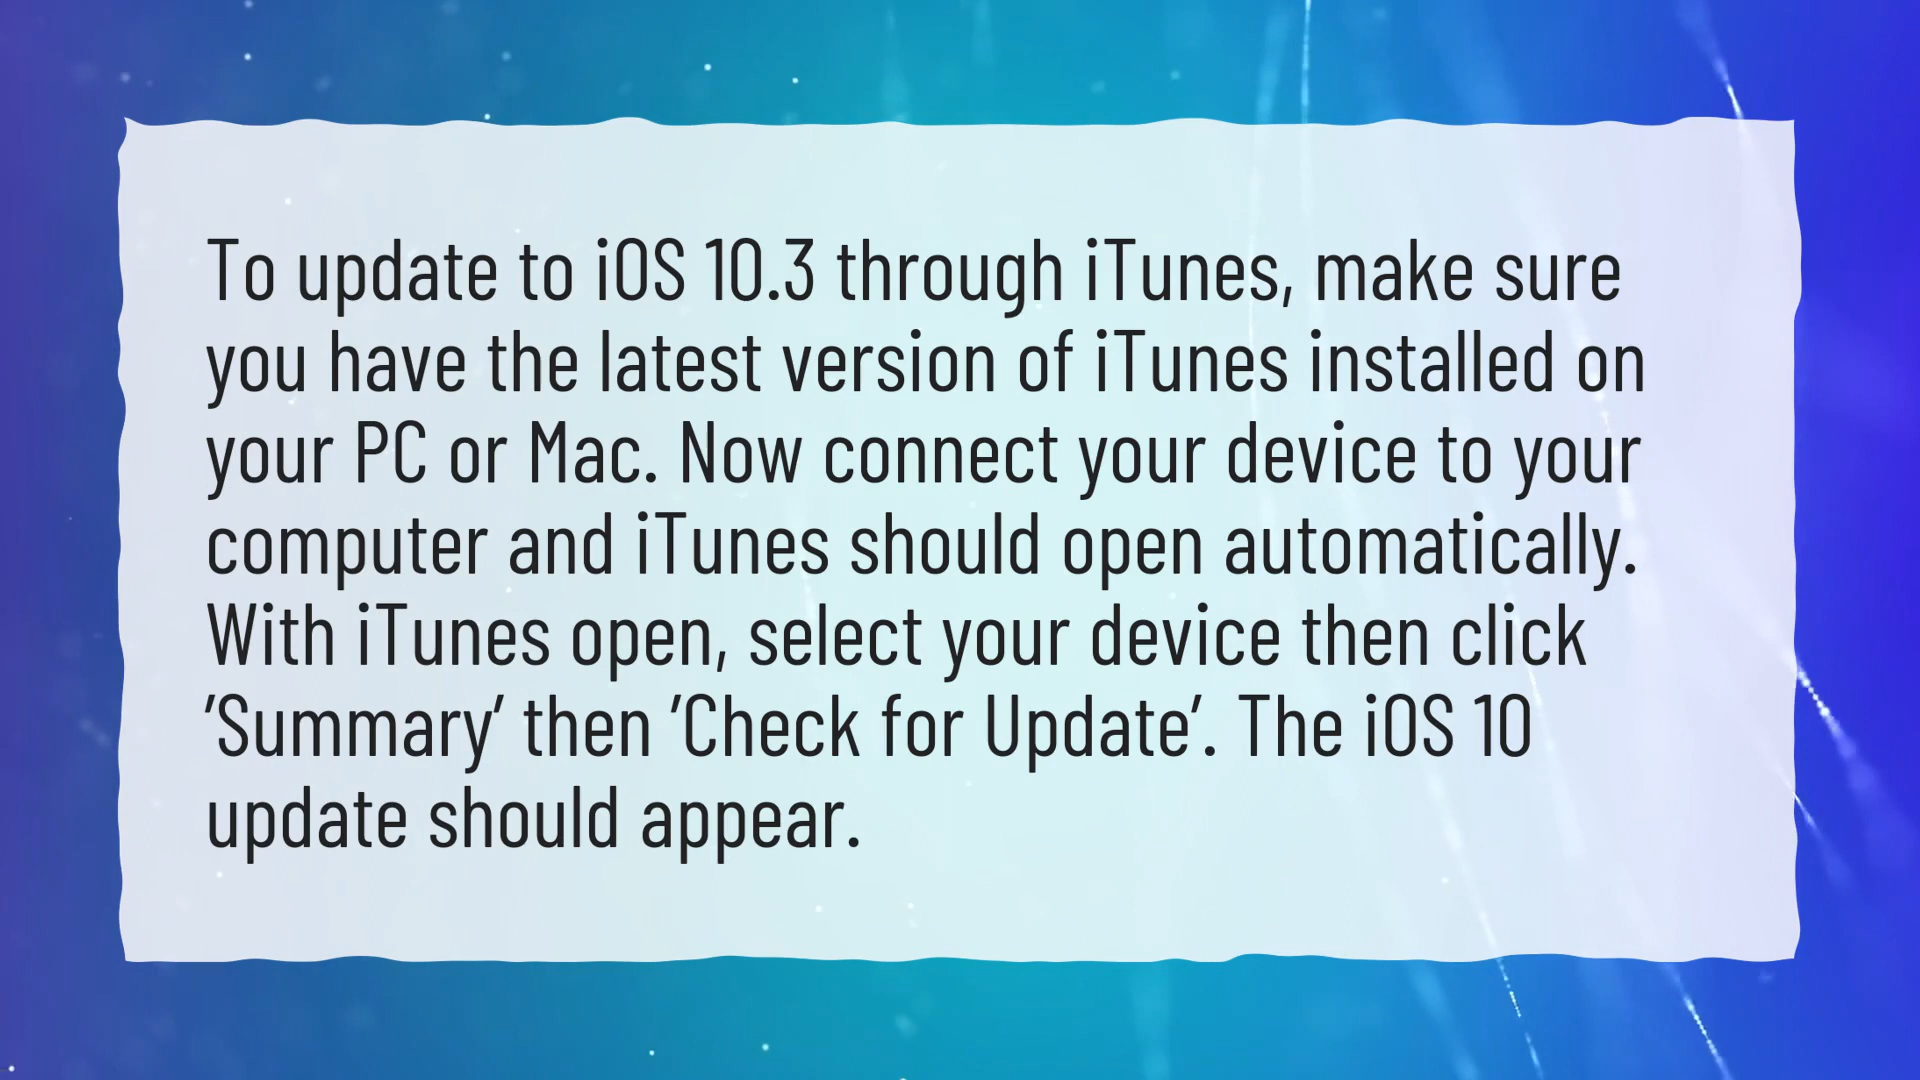 To update to iOS 10.3 through iTunes, make sure
you have the latest version of iTunes installed on
your PC or Mac. Now connect your device to your
computer and iTunes should open automatically.
With iTunes open, select your device then click
’Summary’ then ’Check for Update’. The iOS 10
update should appear.